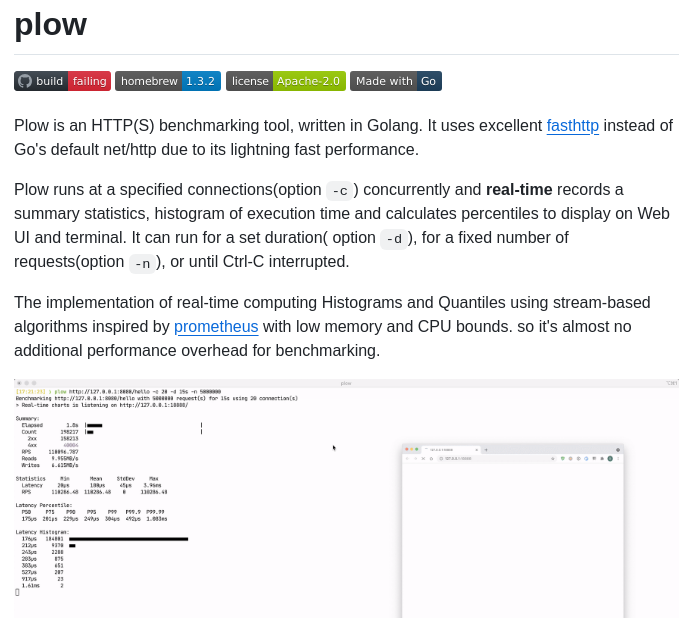 plow
build failing homebrew 1.3.2 license Apache-2.0 Made with Go
Plow is an HTTP(S) benchmarking tool, written in Golang. It uses excellent fasthttp instead of
Go's default net/http due to its lightning fast performance.
Plow runs at a specified connections(option -c) concurrently and real-time records a
summary statistics, histogram of execution time and calculates percentiles to display on Web
UI and terminal. It can run for a set duration( option -d), for a fixed number of
requests(option -n), or until Ctrl-C interrupted.
The implementation of real-time computing Histograms and Quantiles using stream-based
algorithms inspired by prometheus with low memory and CPU bounds. so it's almost no
additional performance overhead for benchmarking.
plow
plow http://127.0.0.1:8080/hello -c 20 -d 15s -n 5000000
Benchmarking http://127.0.0.1:8080/hello with 5000000 request(s) for 15s using 20 connection(s)
> Real-time charts is listening on http://127.0.0.1:18888/
Summary:
Elapsed 1.8s
Count 198217
2xx 158213
4xx 40004
RPS 110096.787
Reads 9.955MB/s
Writes 6.615MB/s
Statistics Min Mean StdDev Max
Latency 20µs 180µs 45µs 3.96ms
RPS 110286.48 110286.48 0 110286.48
Latency Percentile:
P50 P75 P90 P95 P99 P99.9 P99.99
175µs 201µs 229µs 249µs 304µs 492µs 1.083ms
Latency Histogram:
176µs 184801
212µs 9370
243µs 2208
283µs 875
383µs 651
527µs 287
917µs 23
1.61ms 2